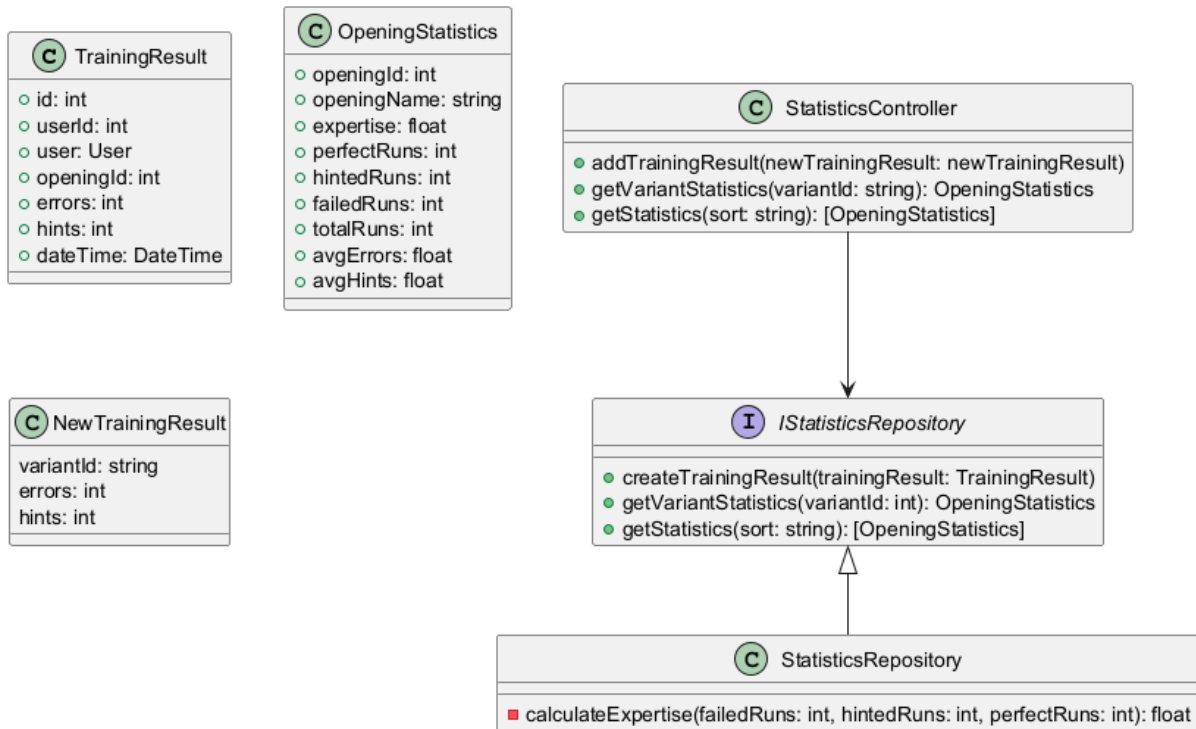 C TrainingResult
id: int
userId: int
user: User
openingId: int
errors: int
hints: int
dateTime: DateTime
C OpeningStatistics
openingId: int
openingName: string
expertise: float
perfectRuns: int
hintedRuns: int
failedRuns: int
totalRuns: int
avgErrors: float
avgHints: float
C StatisticsController
addTrainingResult(newTrainingResult: newTrainingResult)
getVariantStatistics(variantId: string): OpeningStatistics
getStatistics(sort: string): [OpeningStatistics]
C NewTrainingResult
variantId: string
errors: int
hints: int
I IStatisticsRepository
createTrainingResult(trainingResult: TrainingResult)
getVariantStatistics(variantId: int): OpeningStatistics
getStatistics(sort: string): [OpeningStatistics]
C StatisticsRepository
calculateExpertise(failedRuns: int, hintedRuns: int, perfectRuns: int): float